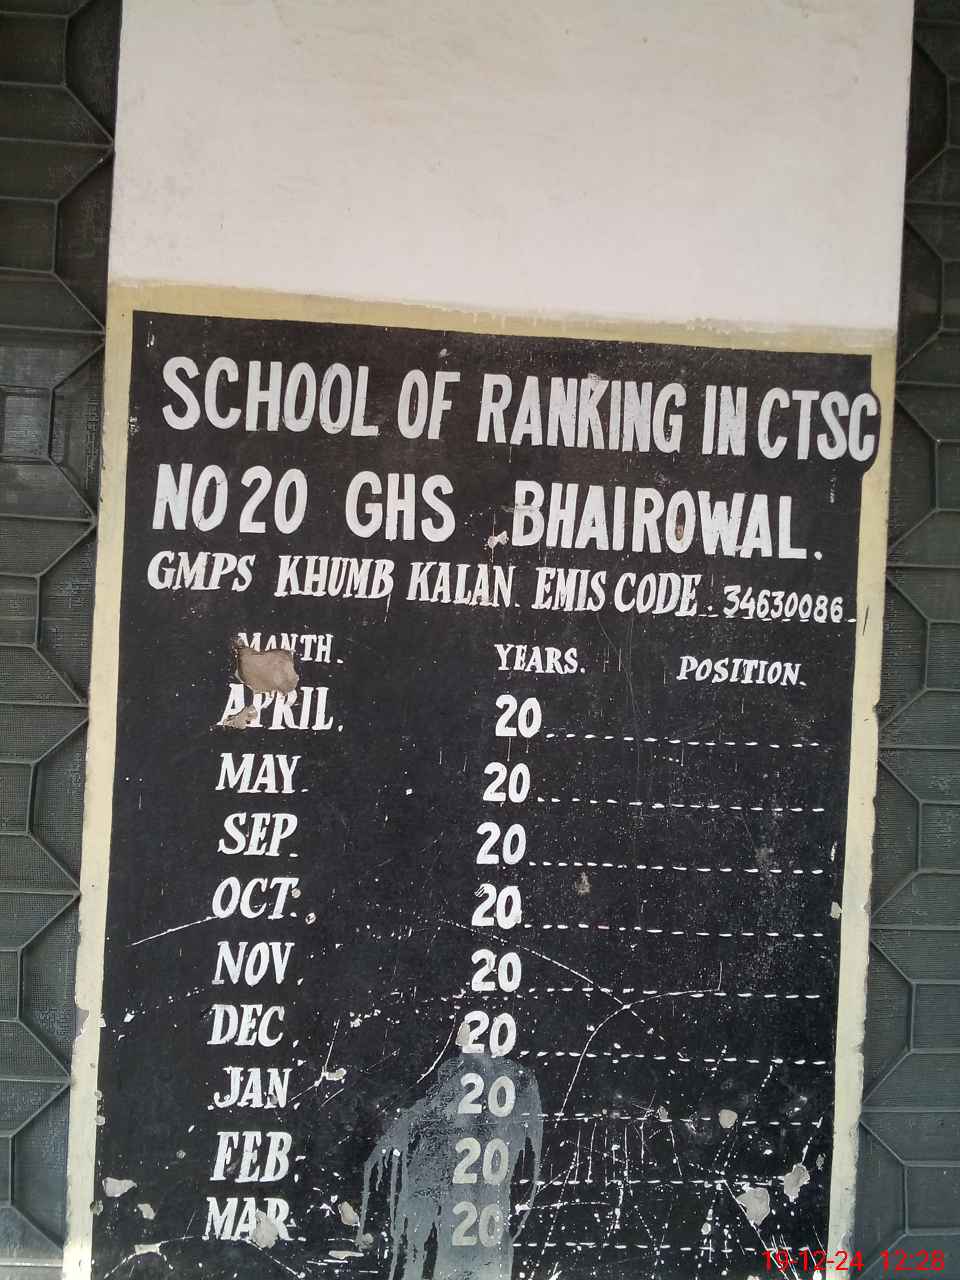 SCHOOL OF RANKING IN CTSC
NO 20 GHS BHAIROWAL.
GMPS KHUMB KALAN EMIS CODE. 34630086
MANTH. YEARS. POSITION.
APRIL. 20
MAY. 20
SEP. 20
OCT. 20
NOV. 20
DEC. 20
JAN. 20
FEB. 20
MAR. 20
19-12-24 12:28